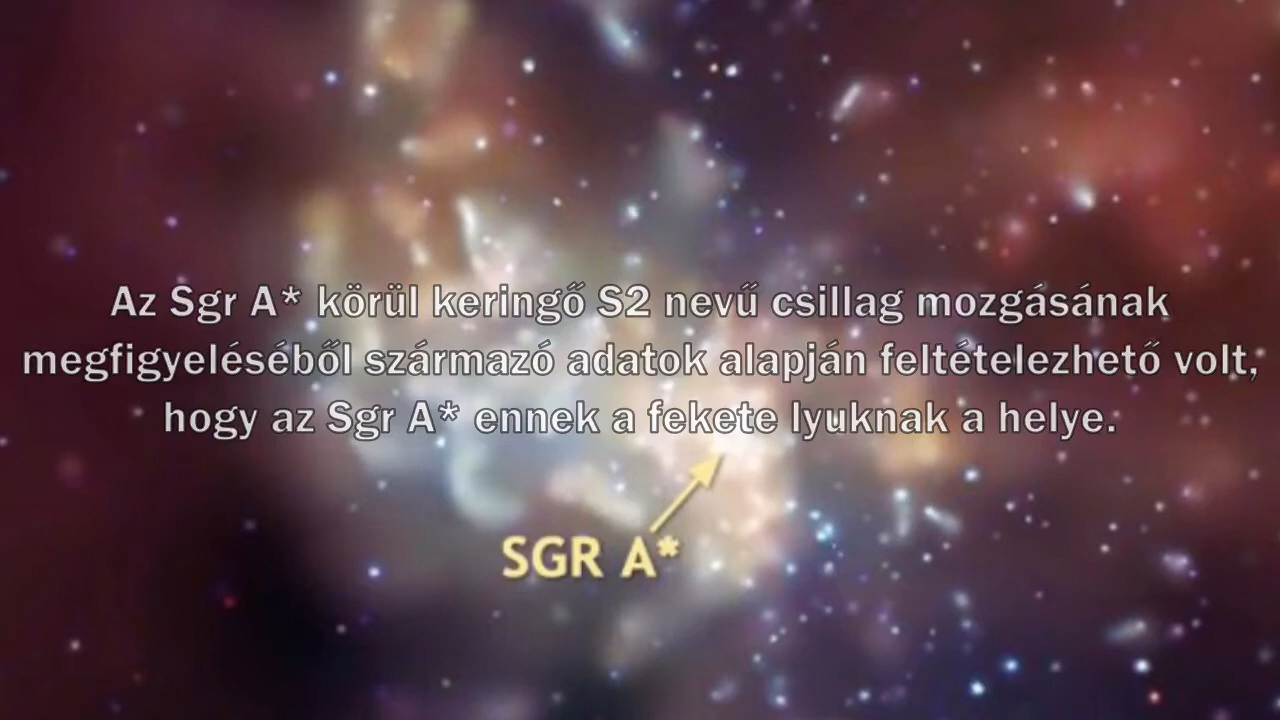 Az Sgr A* körül keringő S2 nevű csillag mozgásának
megfigyeléséből származó adatok alapján feltételezhető volt,
hogy az Sgr A* ennek a fekete lyuknak a helye.
SGR A*